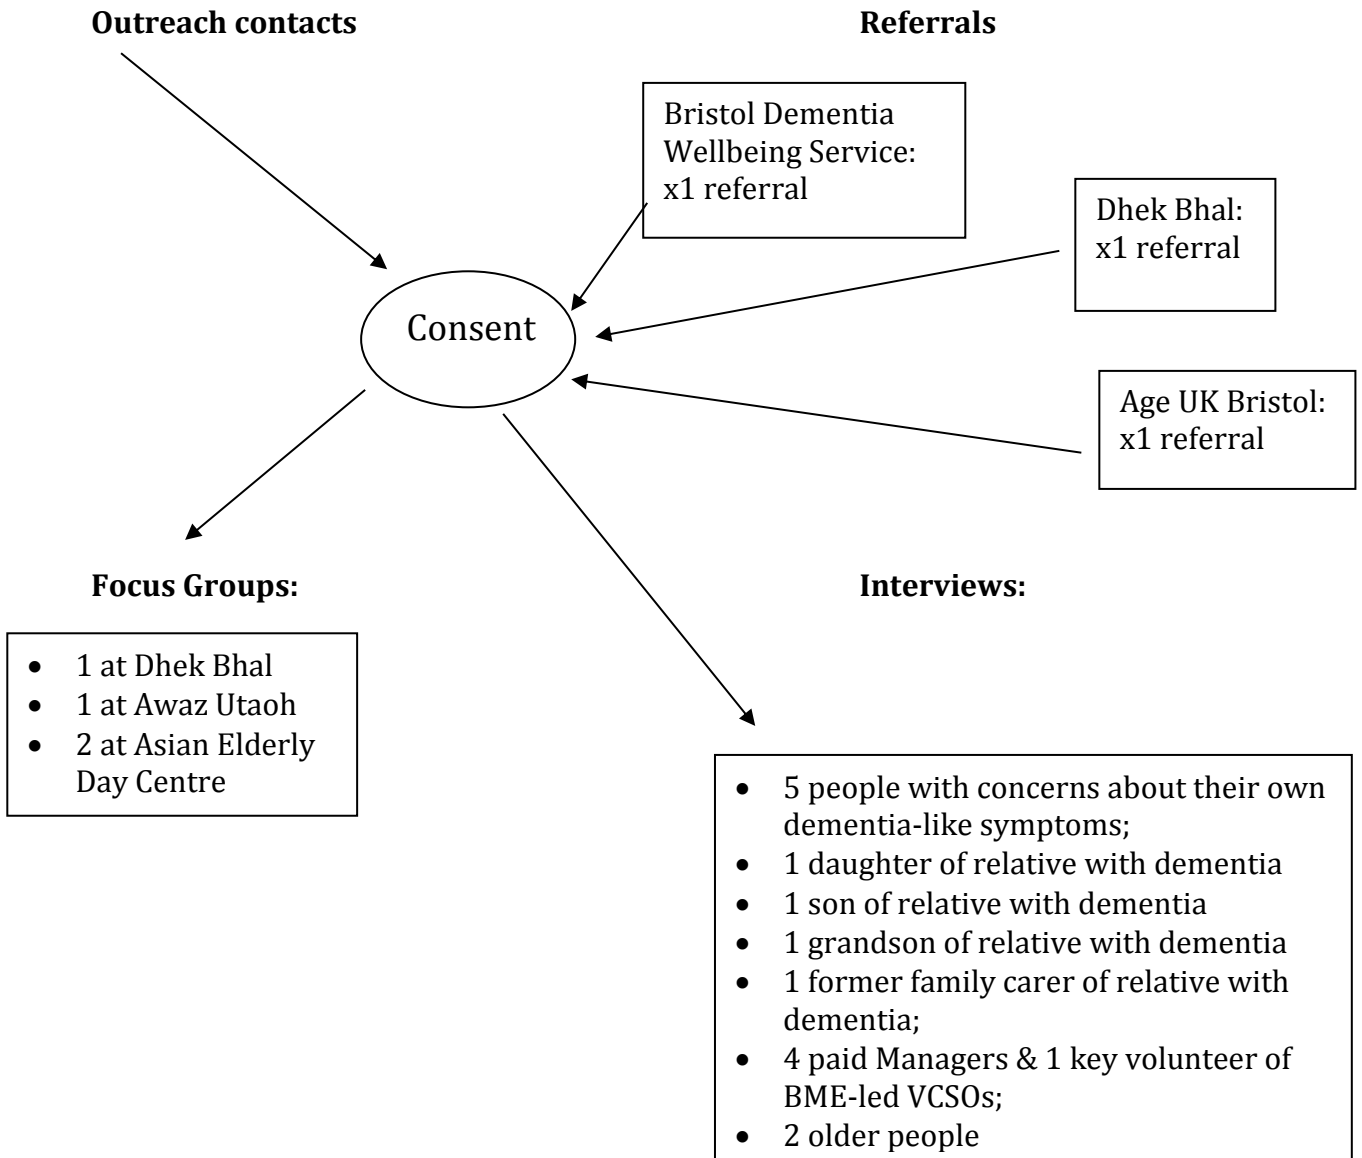 Outreach contacts
Referrals
Bristol Dementia
Wellbeing Service:
x1 referral
Dhek Bhal:
x1 referral
Consent
Age UK Bristol:
x1 referral
Focus Groups:
Interviews:
• 1 at Dhek Bhal
• 1 at Awaz Utaoh
• 2 at Asian Elderly
Day Centre
• 5 people with concerns about their own
dementia-like symptoms;
• 1 daughter of relative with dementia
• 1 son of relative with dementia
• 1 grandson of relative with dementia
• 1 former family carer of relative with
dementia;
• 4 paid Managers & 1 key volunteer of
BME-led VCSOs;
• 2 older people